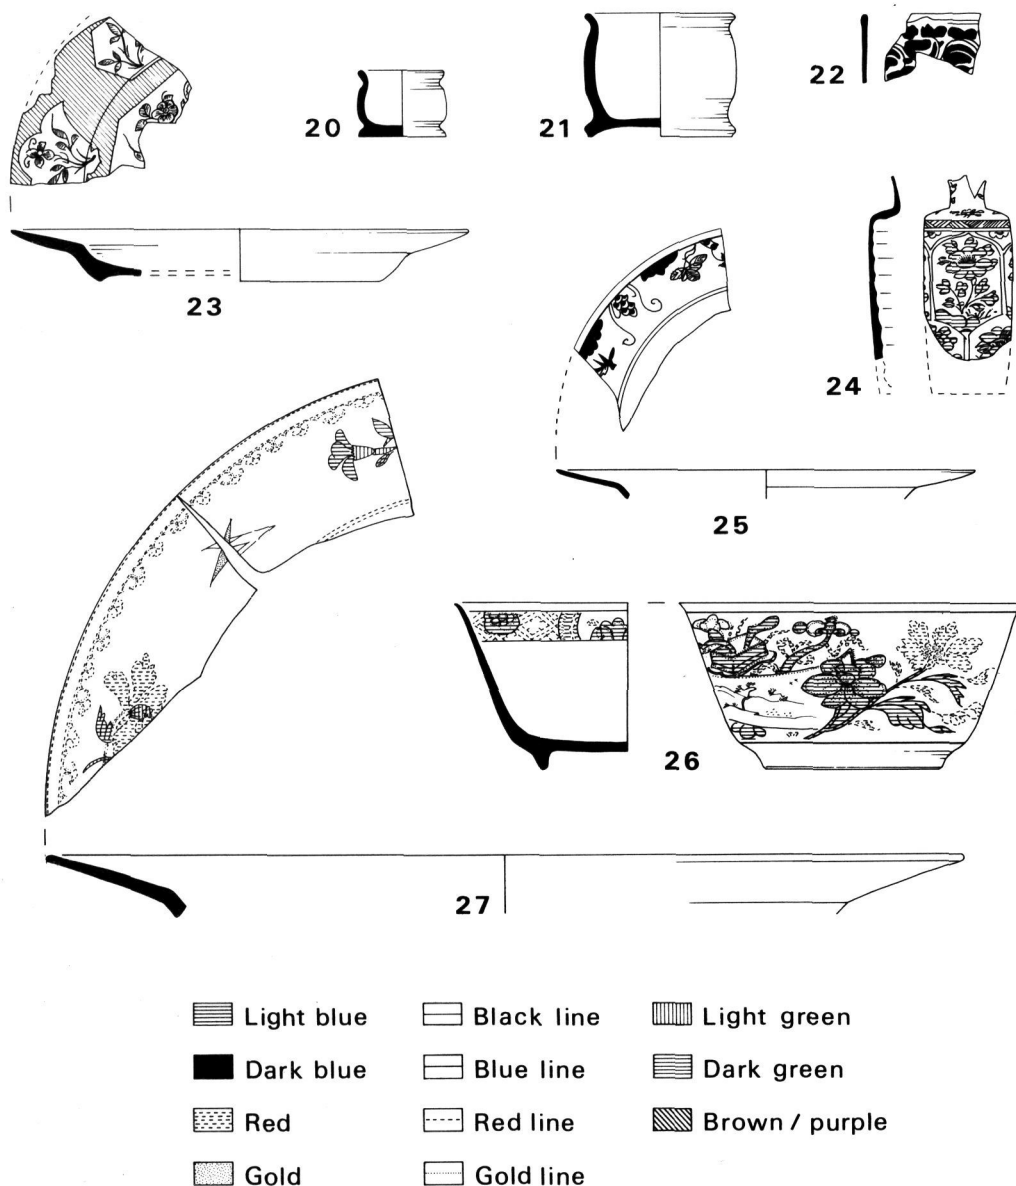 20
21
22
23
24
25
26
27
Light blue
Black line
Light green
Dark blue
Blue line
Dark green
Red
Red line
Brown / purple
Gold
Gold line